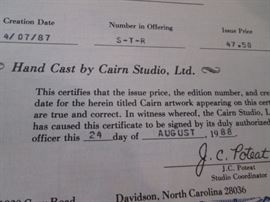 Creation Date Number in Offering Issue Price
4/07/87 S-T-R 47.50
Hand Cast by Cairn Studio, Ltd.
This certifies that the issue price, the edition number, and cre
date for the herein titled Cairn artwork appearing on this cert
are true and correct. In witness whereof, the Cairn Studio, L
has caused this certificate to be signed by its duly authorized
officer this 24 day of AUGUST, 1988.
J. C. Poteat
J.C. Poteat
Studio Coordinator
Davidson, North Carolina 28036
Road